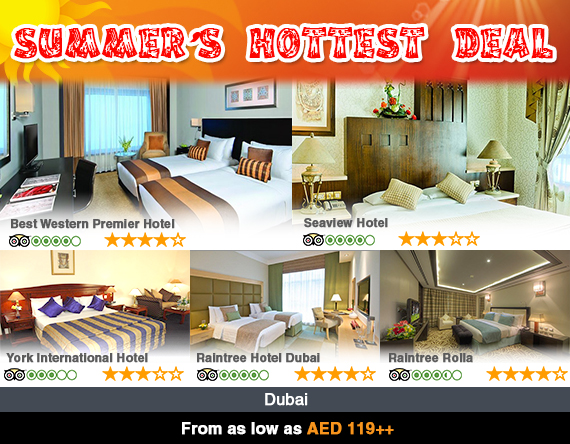 SUMMER'S HOTTEST DEAL
Best Western Premier Hotel
Seaview Hotel
York International Hotel
Raintree Hotel Dubai
Raintree Rolla
Dubai
From as low as AED 119++